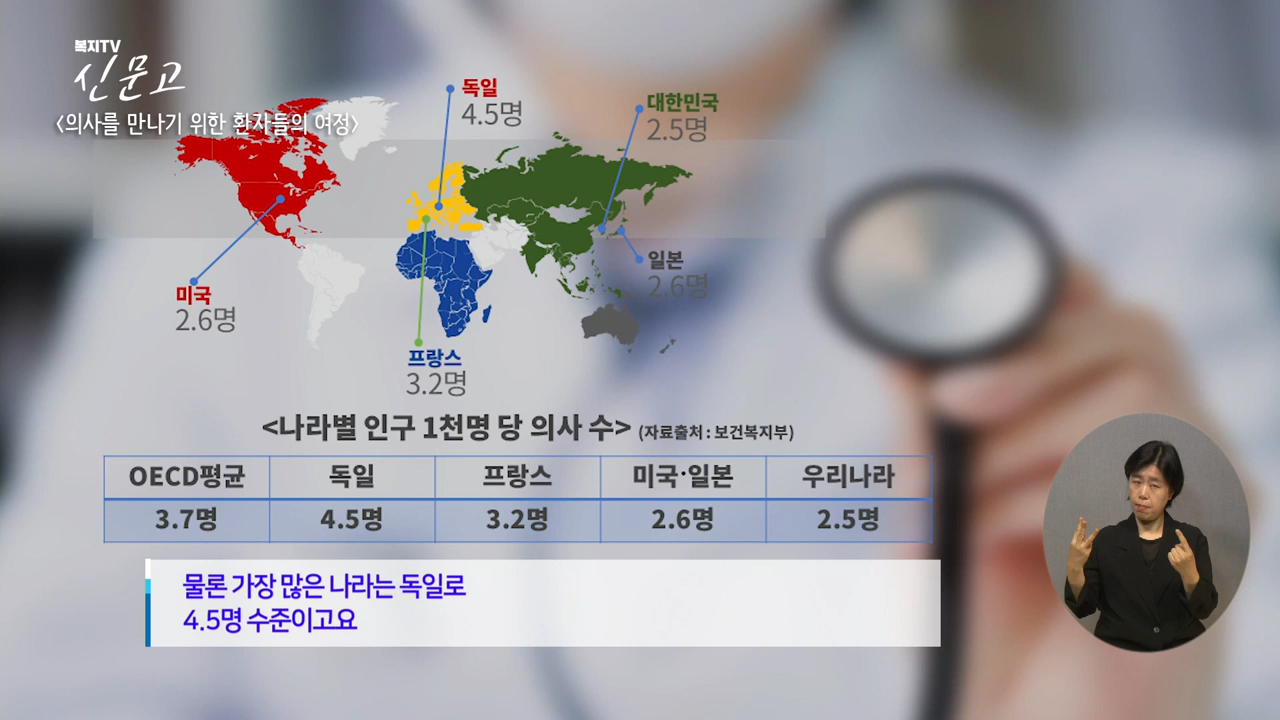 복지TV
신문고
<의사를 만나기 위한 환자들의 여정>
독일
4.5명
대한민국
2.5명
일본
2.6명
미국
2.6명
프랑스
3.2명
<나라별 인구 1천명 당 의사 수> (자료출처 : 보건복지부)
OECD평균 독일 프랑스 미국·일본 우리나라
3.7명 4.5명 3.2명 2.6명 2.5명
물론 가장 많은 나라는 독일로
4.5명 수준이고요